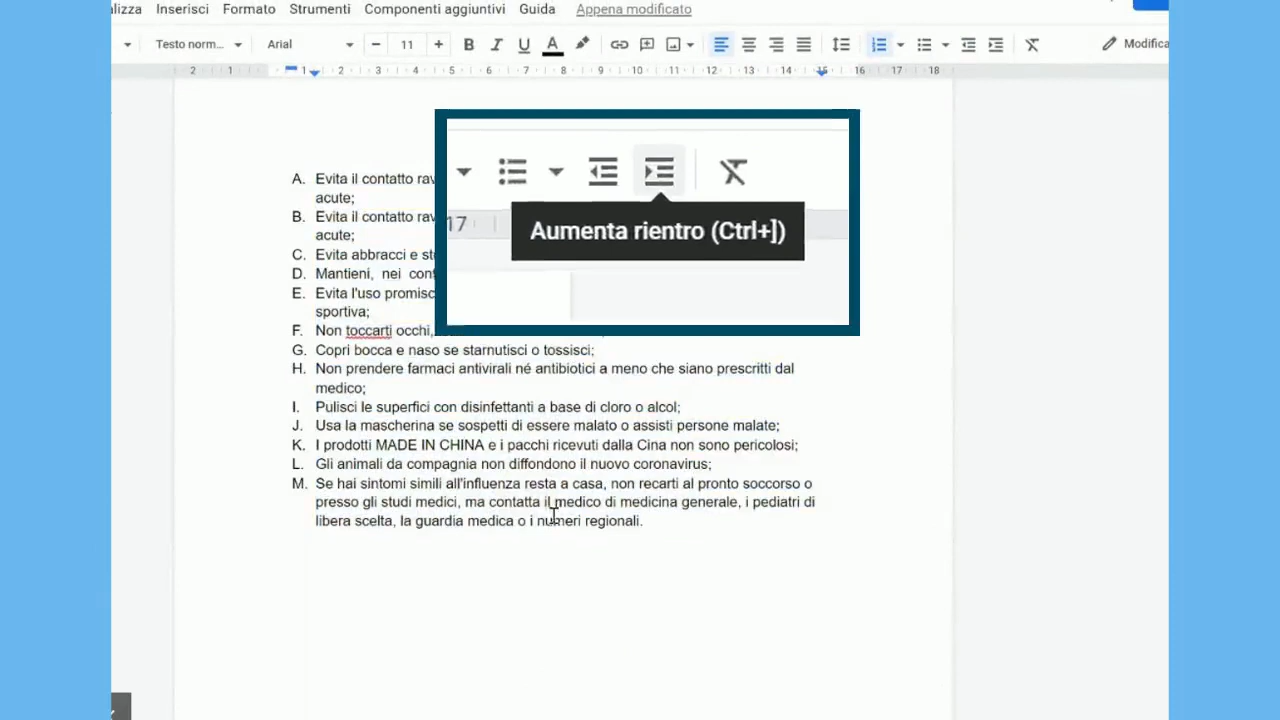 lizza Inserisci Formato Strumenti Componenti aggiuntivi Guida Appena modificato
Testo norm... Arial 11 B I U A Modifica
2 1 1 2 3 4 5 6 7 8 9 10 11 12 13 14 15 16 17 18
17
Aumenta rientro (Ctrl+])
A. Evita il contatto rav
acute;
B. Evita il contatto rav
acute;
C. Evita abbracci e st
D. Mantieni, nei cont
E. Evita l'uso promisc
sportiva;
F. Non toccarti occhi,
G. Copri bocca e naso se starnutisci o tossisci;
H. Non prendere farmaci antivirali né antibiotici a meno che siano prescritti dal
medico;
I. Pulisci le superfici con disinfettanti a base di cloro o alcol;
J. Usa la mascherina se sospetti di essere malato o assisti persone malate;
K. I prodotti MADE IN CHINA e i pacchi ricevuti dalla Cina non sono pericolosi;
L. Gli animali da compagnia non diffondono il nuovo coronavirus;
M. Se hai sintomi simili all'influenza resta a casa, non recarti al pronto soccorso o
presso gli studi medici, ma contatta il medico di medicina generale, i pediatri di
libera scelta, la guardia medica o i numeri regionali.